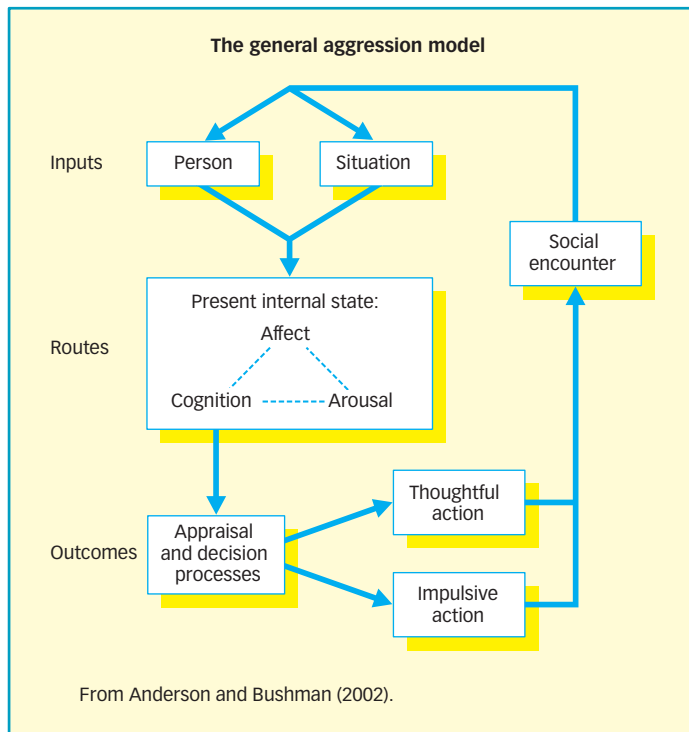 The general aggression model
Inputs
Person
Situation
Social
encounter
Routes
Present internal state:
Affect
Cognition
Arousal
Outcomes
Appraisal
and decision
processes
Thoughtful
action
Impulsive
action
From Anderson and Bushman (2002).